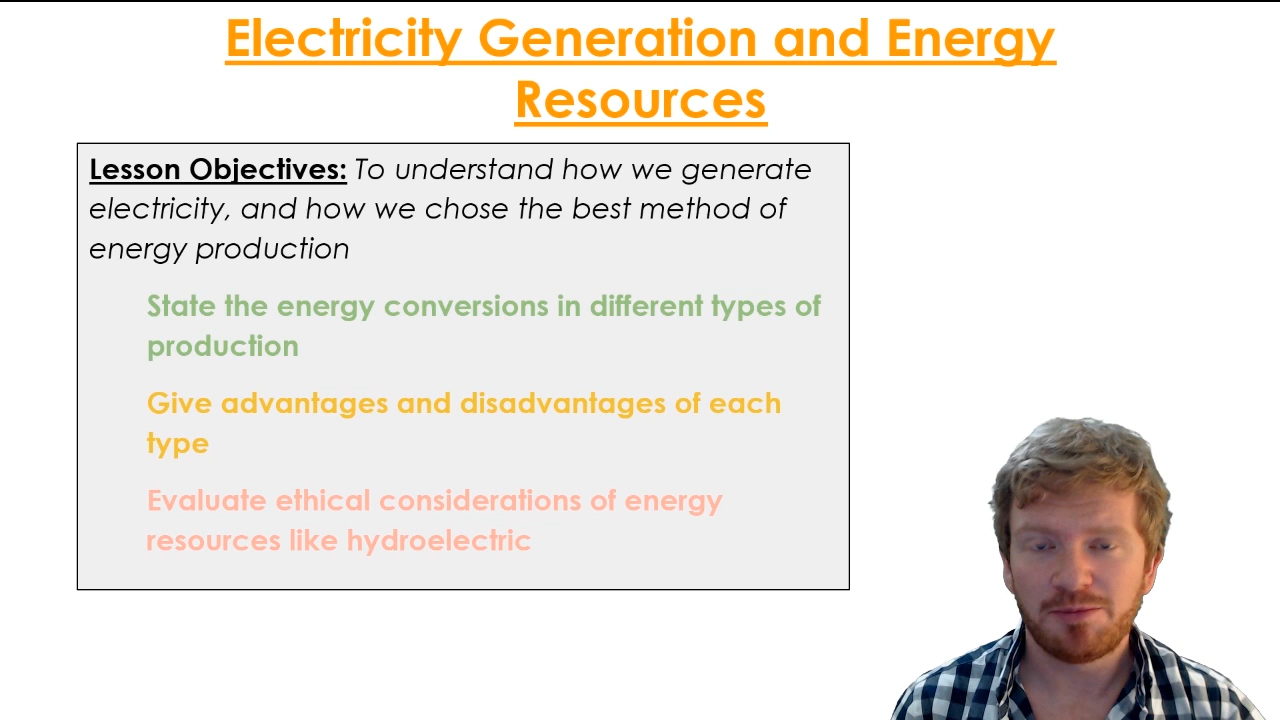 Electricity Generation and Energy
Resources
Lesson Objectives: To understand how we generate
electricity, and how we chose the best method of
energy production
State the energy conversions in different types of
production
Give advantages and disadvantages of each
type
Evaluate ethical considerations of energy
resources like hydroelectric